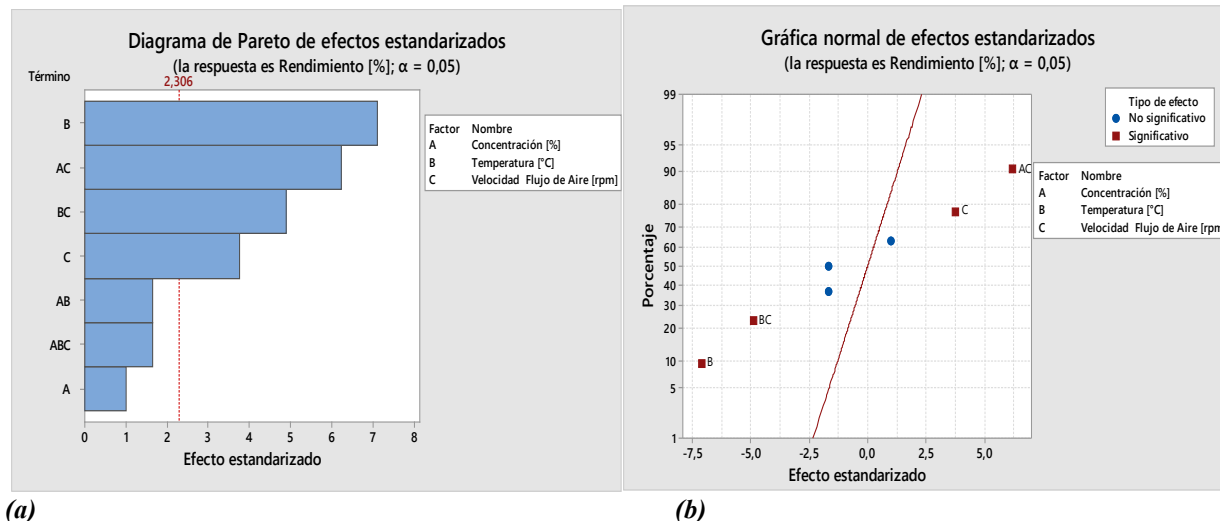 Diagrama de Pareto de efectos estandarizados
(la respuesta es Rendimiento [%]; α = 0,05)
Término
2,306
B
AC
BC
C
AB
ABC
A
0 1 2 3 4 5 6 7 8
Efecto estandarizado
Factor Nombre
A Concentración [%]
B Temperatura [°C]
C Velocidad Flujo de Aire [rpm]
(a)
Gráfica normal de efectos estandarizados
(la respuesta es Rendimiento [%]; α = 0,05)
Porcentaje
99
95
90
80
70
60
50
40
30
20
10
5
1
AC
C
BC
B
-7,5 -5,0 -2,5 0,0 2,5 5,0
Efecto estandarizado
Tipo de efecto
No significativo
Significativo
Factor Nombre
A Concentración [%]
B Temperatura [°C]
C Velocidad Flujo de Aire [rpm
(b)